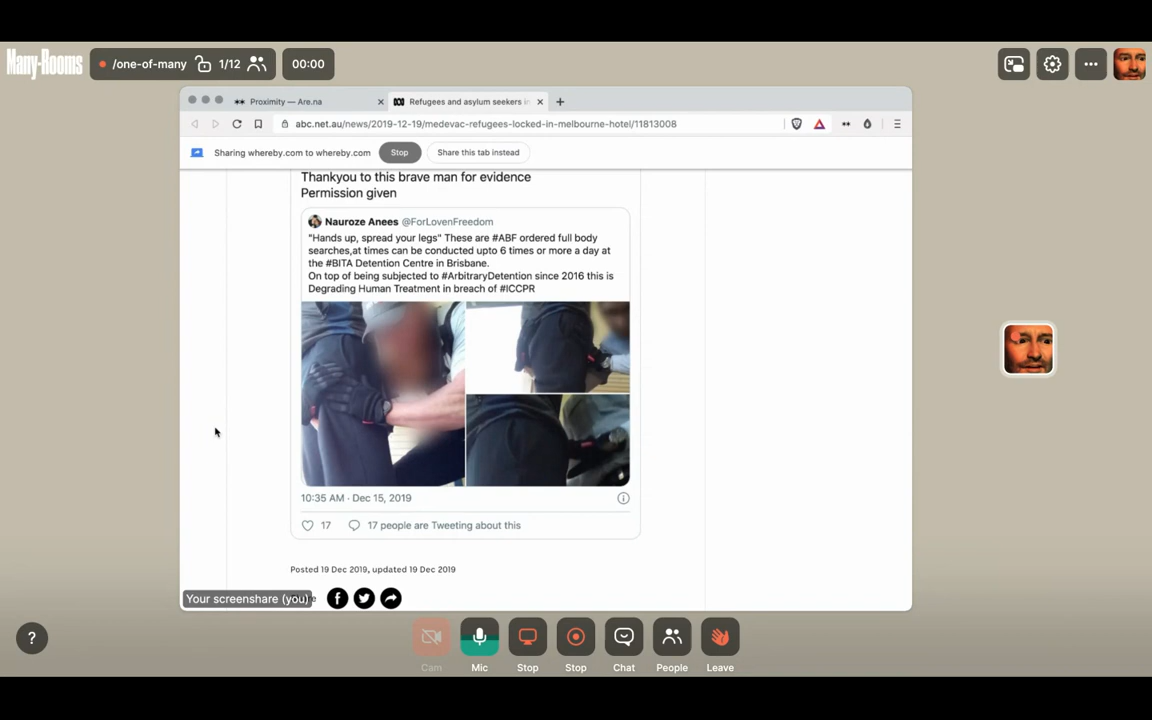 Many-Rooms
/one-of-many
1/12
00:00
Proximity — Are.na
Refugees and asylum seekers i
abc.net.au/news/2019-12-19/medevac-refugees-locked-in-melbourne-hotel/11813008
Sharing whereby.com to whereby.com
Stop
Share this tab instead
Thankyou to this brave man for evidence
Permission given
Nauroze Anees @ForLovenFreedom
"Hands up, spread your legs" These are #ABF ordered full body
searches,at times can be conducted upto 6 times or more a day at
the #BITA Detention Centre in Brisbane.
On top of being subjected to #ArbitraryDetention since 2016 this is
Degrading Human Treatment in breach of #ICCPR
10:35 AM · Dec 15, 2019
17
17 people are Tweeting about this
Posted 19 Dec 2019, updated 19 Dec 2019
Your screenshare (you)
?
Cam
Mic
Stop
Stop
Chat
People
Leave